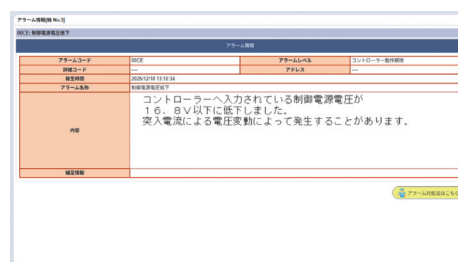 アラーム情報[軸 No.3]
00CE: 制御電源電圧低下
アラーム情報
アラームコード 00CE アラームレベル コントローラー動作解除
詳細コード --- アドレス ---
発生時間 2025/12/18 13:10:34
アラーム名称 制御電源電圧低下
内容
コントローラーへ入力されている制御電源電圧が
16.8V以下に低下しました。
突入電流による電圧変動によって発生することがあります。
補足情報
アラーム対処法はこちら